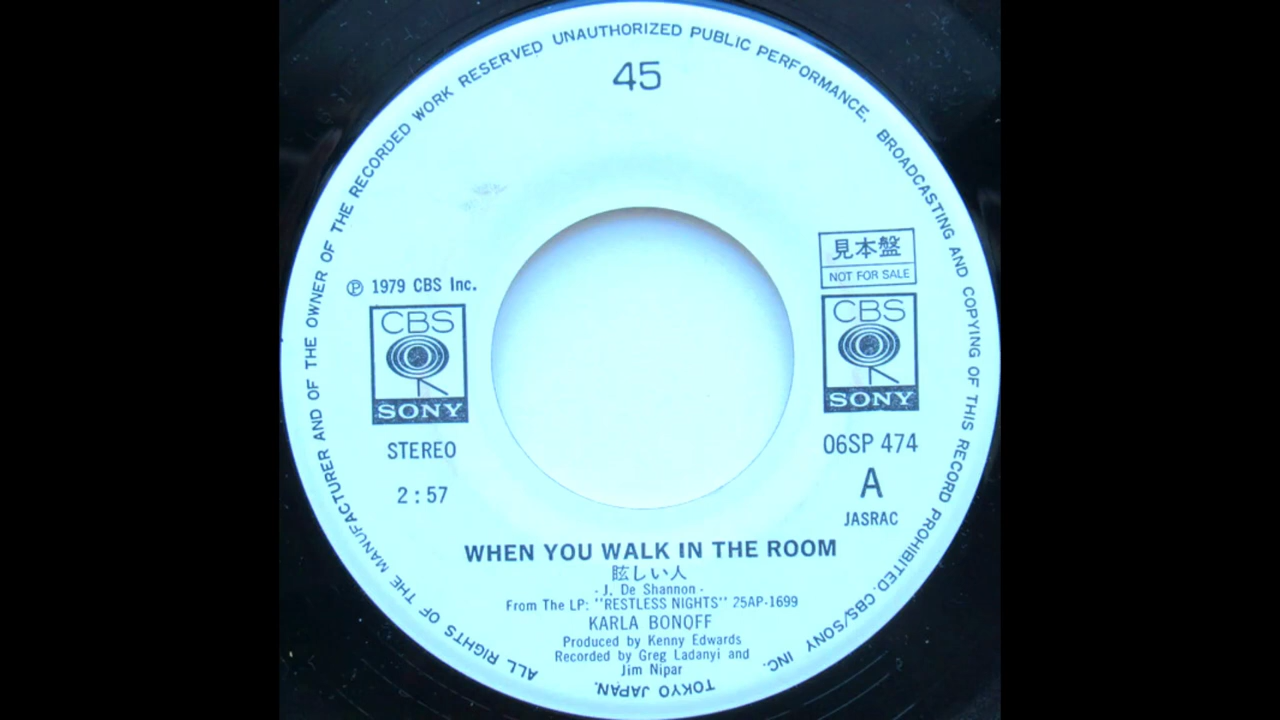 ALL RIGHTS OF THE MANUFACTURER AND OF THE OWNER OF THE RECORDED WORK RESERVED UNAUTHORIZED PUBLIC PERFORMANCE, BROADCASTING AND COPYING OF THIS RECORD PROHIBITED. CBS/SONY INC. TOKYO JAPAN.
45
見本盤
NOT FOR SALE
Ⓟ 1979 CBS Inc.
CBS
SONY
STEREO
2:57
CBS
SONY
06SP 474
A
JASRAC
WHEN YOU WALK IN THE ROOM
眩しい人
- J. De Shannon -
From The LP: "RESTLESS NIGHTS" 25AP-1699
KARLA BONOFF
Produced by Kenny Edwards
Recorded by Greg Ladanyi and
Jim Nipar